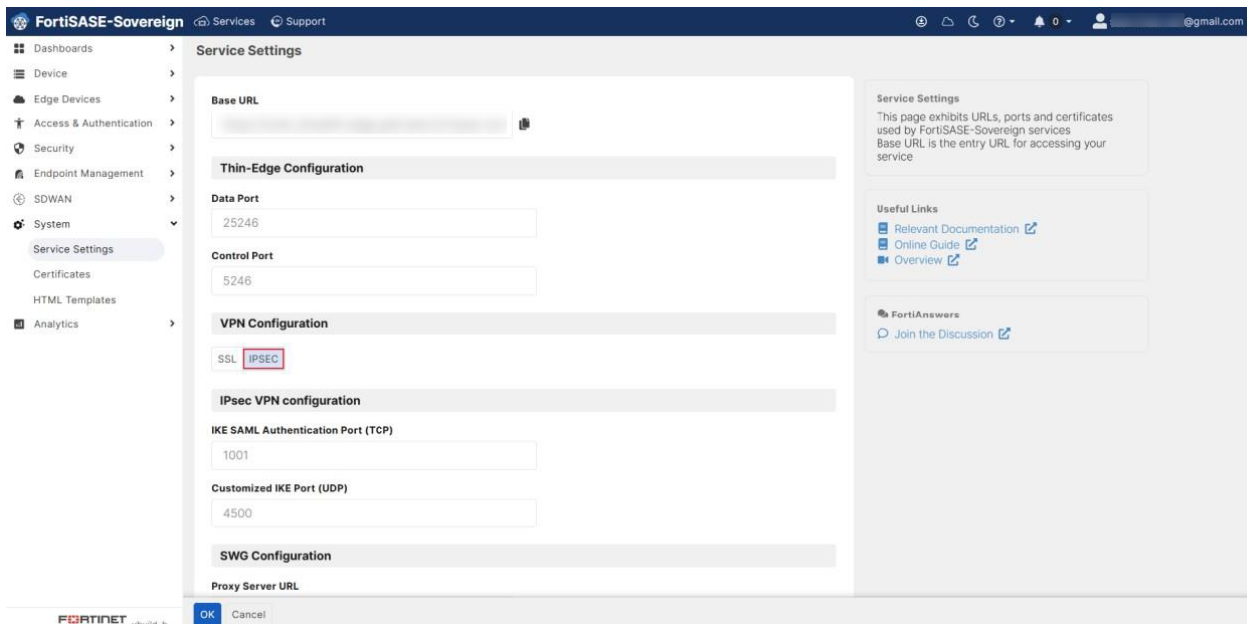 FortiSASE-Sovereign Services Support 0 @gmail.com
Dashboards
Device
Edge Devices
Access & Authentication
Security
Endpoint Management
SDWAN
System
Service Settings
Certificates
HTML Templates
Analytics
FORTINET
Service Settings
Base URL
Thin-Edge Configuration
Data Port
25246
Control Port
5246
VPN Configuration
SSL IPSEC
IPsec VPN configuration
IKE SAML Authentication Port (TCP)
1001
Customized IKE Port (UDP)
4500
SWG Configuration
Proxy Server URL
OK Cancel
Service Settings
This page exhibits URLs, ports and certificates
used by FortiSASE-Sovereign services
Base URL is the entry URL for accessing your
service
Useful Links
Relevant Documentation
Online Guide
Overview
FortiAnswers
Join the Discussion